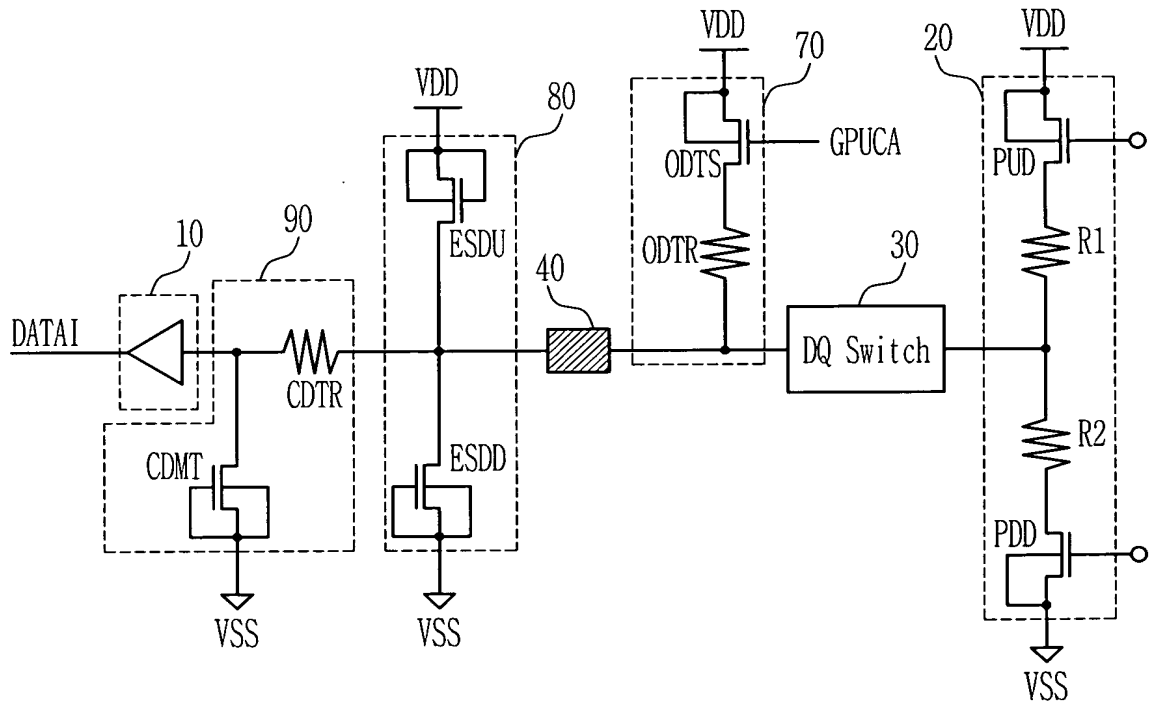 VDD
VDD
20
70
VDD
80
GPUCA
ODTS
PUD
90
10
ESDU
ODTR
R1
40
30
DATAI
DQ Switch
CDTR
R2
CDMT
ESDD
PDD
VSS
VSS
VSS